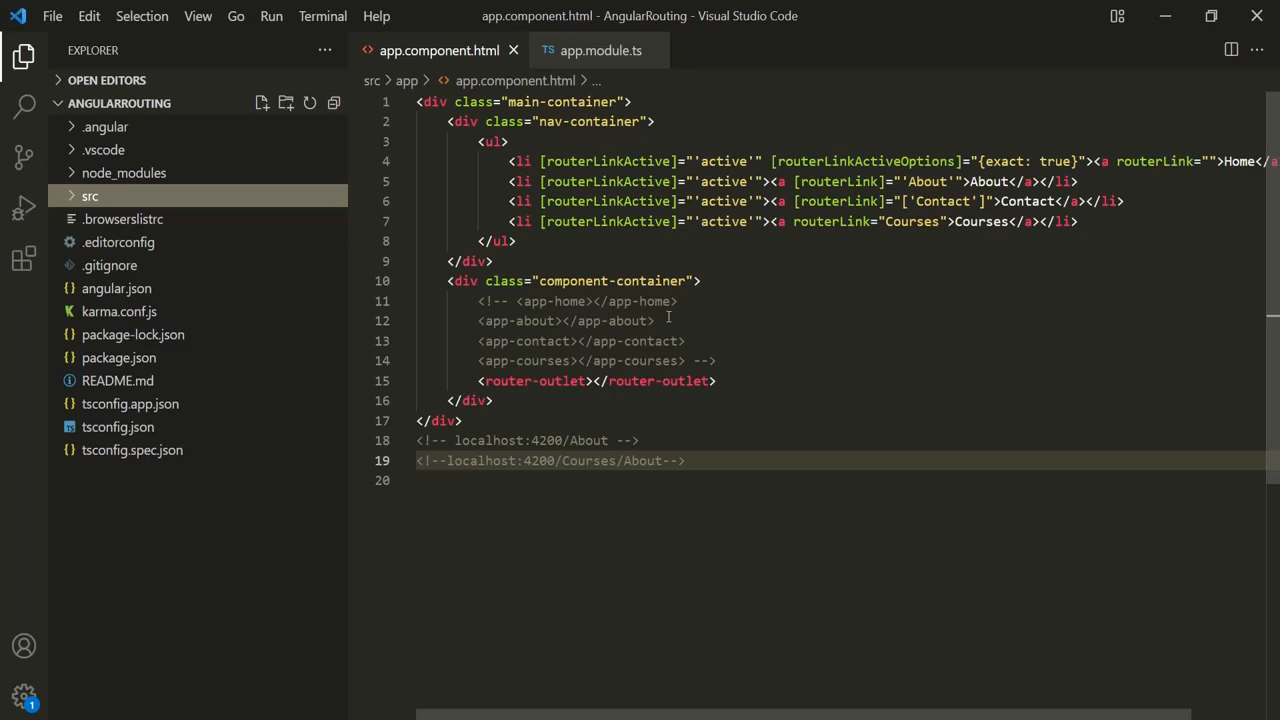 File Edit Selection View Go Run Terminal Help app.component.html - AngularRouting - Visual Studio Code
EXPLORER
OPEN EDITORS
ANGULARROUTING
.angular
.vscode
node_modules
src
.browserslistrc
.editorconfig
.gitignore
angular.json
karma.conf.js
package-lock.json
package.json
README.md
tsconfig.app.json
tsconfig.json
tsconfig.spec.json
1
app.component.html TS app.module.ts
src > app > app.component.html > ...
1 <div class="main-container">
2 <div class="nav-container">
3 <ul>
4 <li [routerLinkActive]="'active'" [routerLinkActiveOptions]="{exact: true}"><a routerLink="">Home</a
5 <li [routerLinkActive]="'active'"><a [routerLink]="'About'">About</a></li>
6 <li [routerLinkActive]="'active'"><a [routerLink]="['Contact']">Contact</a></li>
7 <li [routerLinkActive]="'active'"><a routerLink="Courses">Courses</a></li>
8 </ul>
9 </div>
10 <div class="component-container">
11 <!-- <app-home></app-home>
12 <app-about></app-about>
13 <app-contact></app-contact>
14 <app-courses></app-courses> -->
15 <router-outlet></router-outlet>
16 </div>
17 </div>
18 <!-- localhost:4200/About -->
19 <!--localhost:4200/Courses/About-->
20